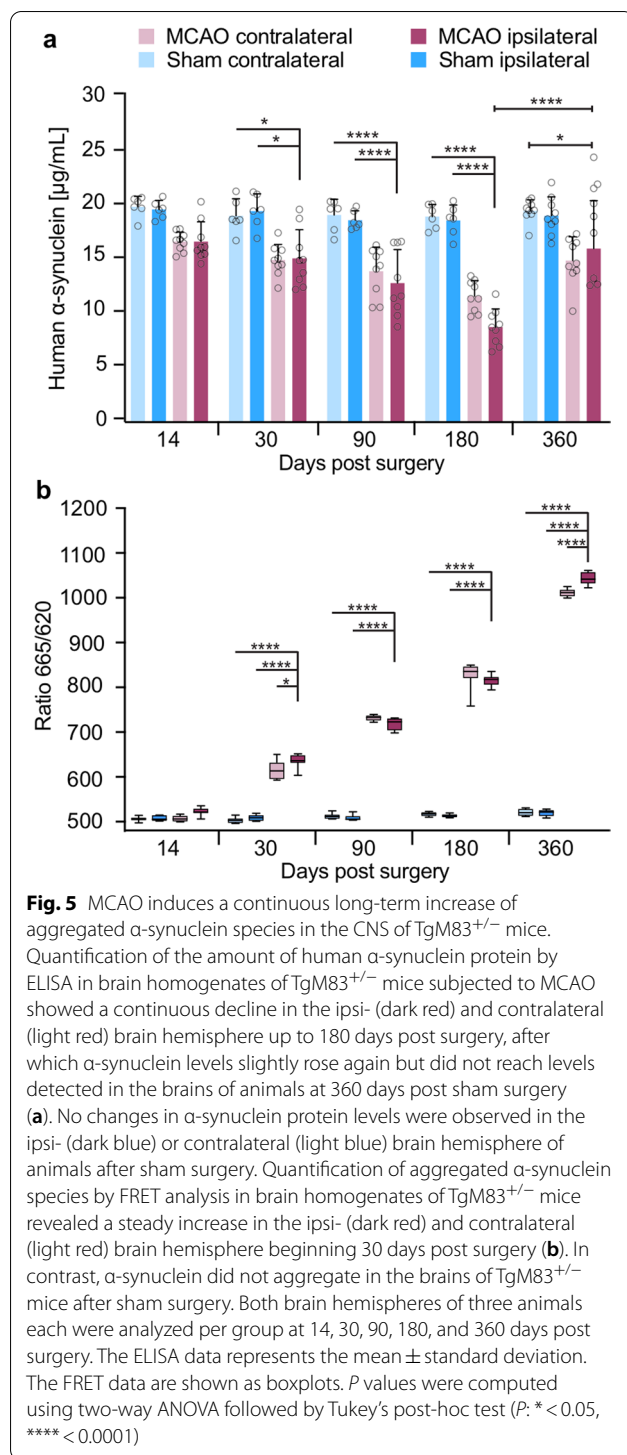 a
MCAO contralateral
MCAO ipsilateral
Sham contralateral
Sham ipsilateral
Human α-synuclein [µg/mL]
30
25
20
15
10
5
0
*
*
****
****
****
****
****
*
14 30 90 180 360
Days post surgery
b
Ratio 665/620
1200
1100
1000
900
800
700
600
500
****
****
*
****
****
****
****
****
****
****
14 30 90 180 360
Days post surgery
Fig. 5 MCAO induces a continuous long-term increase of
aggregated α-synuclein species in the CNS of TgM83+/− mice.
Quantification of the amount of human α-synuclein protein by
ELISA in brain homogenates of TgM83+/− mice subjected to MCAO
showed a continuous decline in the ipsi- (dark red) and contralateral
(light red) brain hemisphere up to 180 days post surgery, after
which α-synuclein levels slightly rose again but did not reach levels
detected in the brains of animals at 360 days post sham surgery
(a). No changes in α-synuclein protein levels were observed in the
ipsi- (dark blue) or contralateral (light blue) brain hemisphere of
animals after sham surgery. Quantification of aggregated α-synuclein
species by FRET analysis in brain homogenates of TgM83+/− mice
revealed a steady increase in the ipsi- (dark red) and contralateral
(light red) brain hemisphere beginning 30 days post surgery (b). In
contrast, α-synuclein did not aggregate in the brains of TgM83+/−
mice after sham surgery. Both brain hemispheres of three animals
each were analyzed per group at 14, 30, 90, 180, and 360 days post
surgery. The ELISA data represents the mean ± standard deviation.
The FRET data are shown as boxplots. P values were computed
using two-way ANOVA followed by Tukey's post-hoc test (P: * < 0.05,
**** < 0.0001)